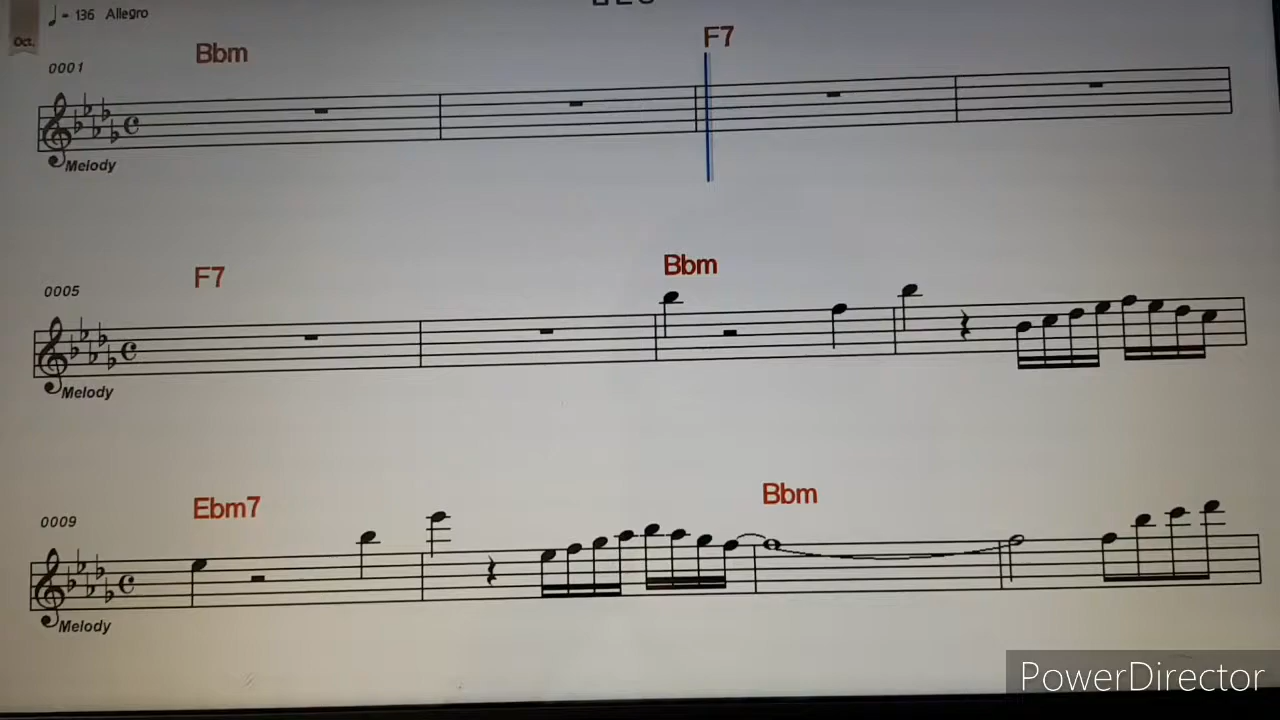 = 136 Allegro
Oct.
Bbm F7
0001
Melody
F7 Bbm
0005
Melody
Ebm7 Bbm
0009
Melody
PowerDirector